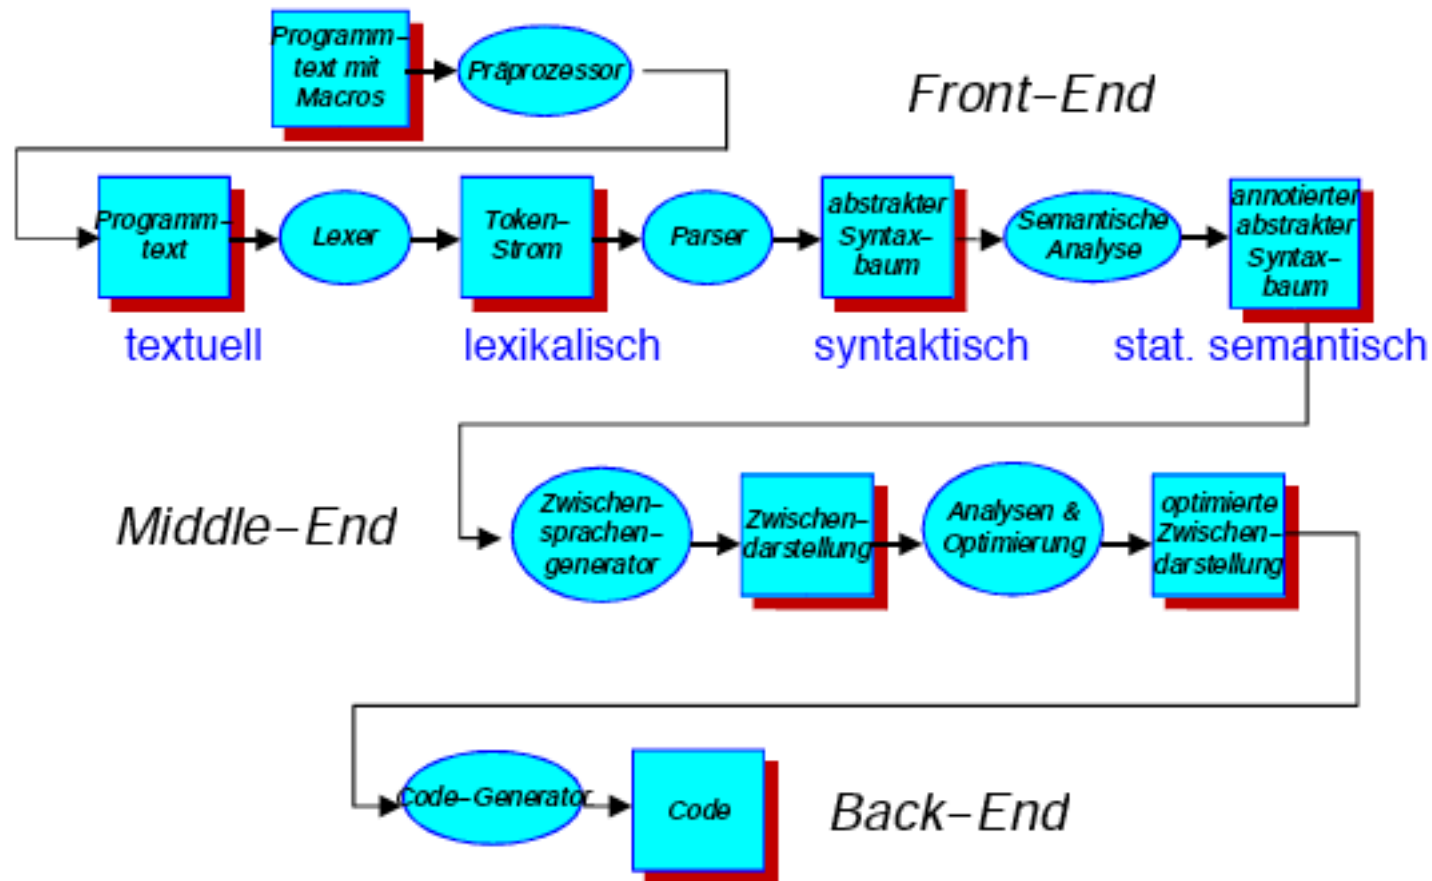 Programm-
text mit
Macros
Präprozessor
Front-End
Programm-
text
Lexer
Token-
Strom
Parser
abstrakter
Syntax-
baum
Semantische
Analyse
annotierter
abstrakter
Syntax-
baum
textuell
lexikalisch
syntaktisch
stat. semantisch
Middle-End
Zwischen-
sprachen-
generator
Zwischen-
darstellung
Analysen &
Optimierung
optimierte
Zwischen-
darstellung
Code-Generator
Code
Back-End